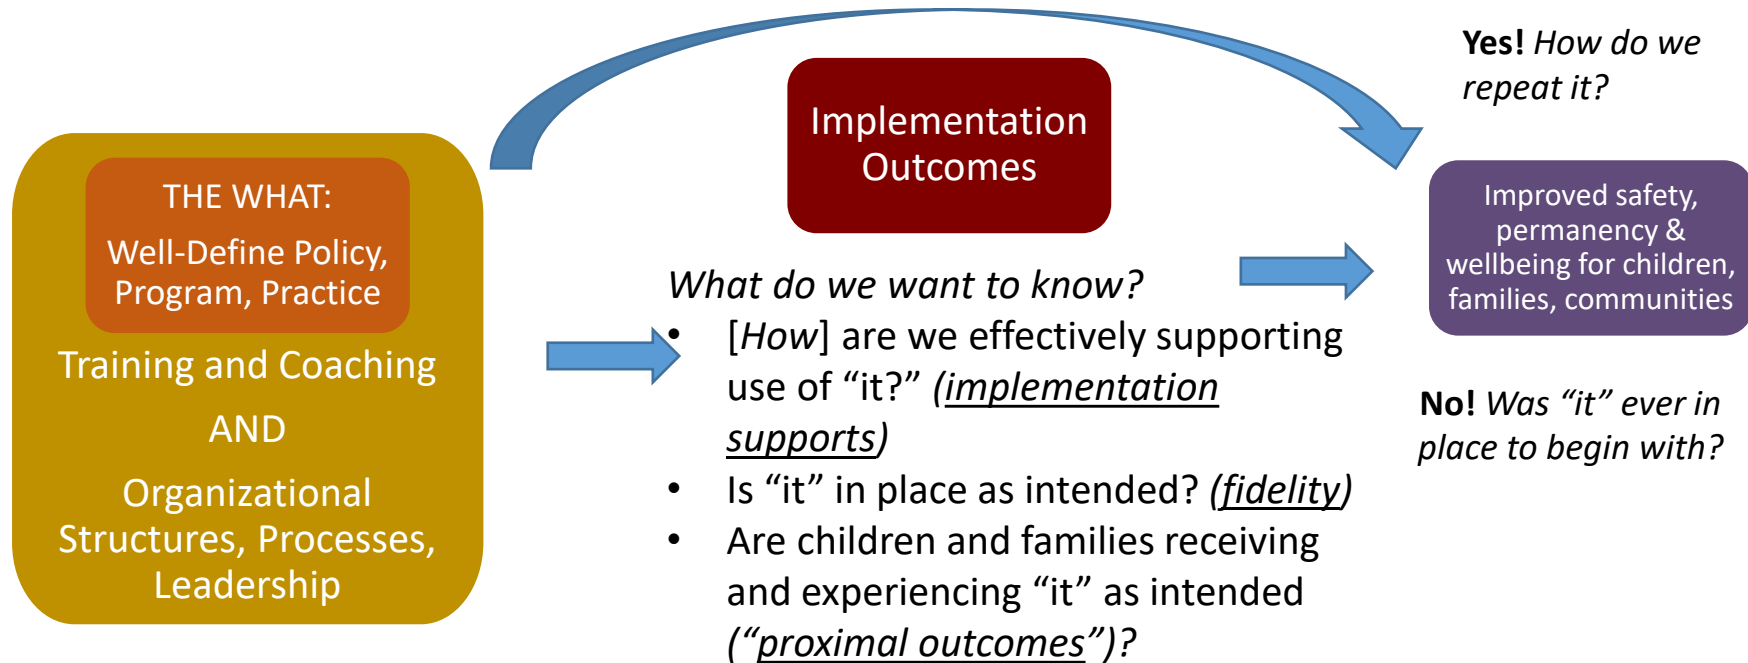 THE WHAT:
Well-Define Policy,
Program, Practice
Training and Coaching
AND
Organizational
Structures, Processes,
Leadership
Implementation
Outcomes
What do we want to know?
• [How] are we effectively supporting
use of “it?” (implementation
supports)
• Is “it” in place as intended? (fidelity)
• Are children and families receiving
and experiencing “it” as intended
(“proximal outcomes”)?
Yes! How do we
repeat it?
Improved safety,
permanency &
wellbeing for children,
families, communities
No! Was “it” ever in
place to begin with?